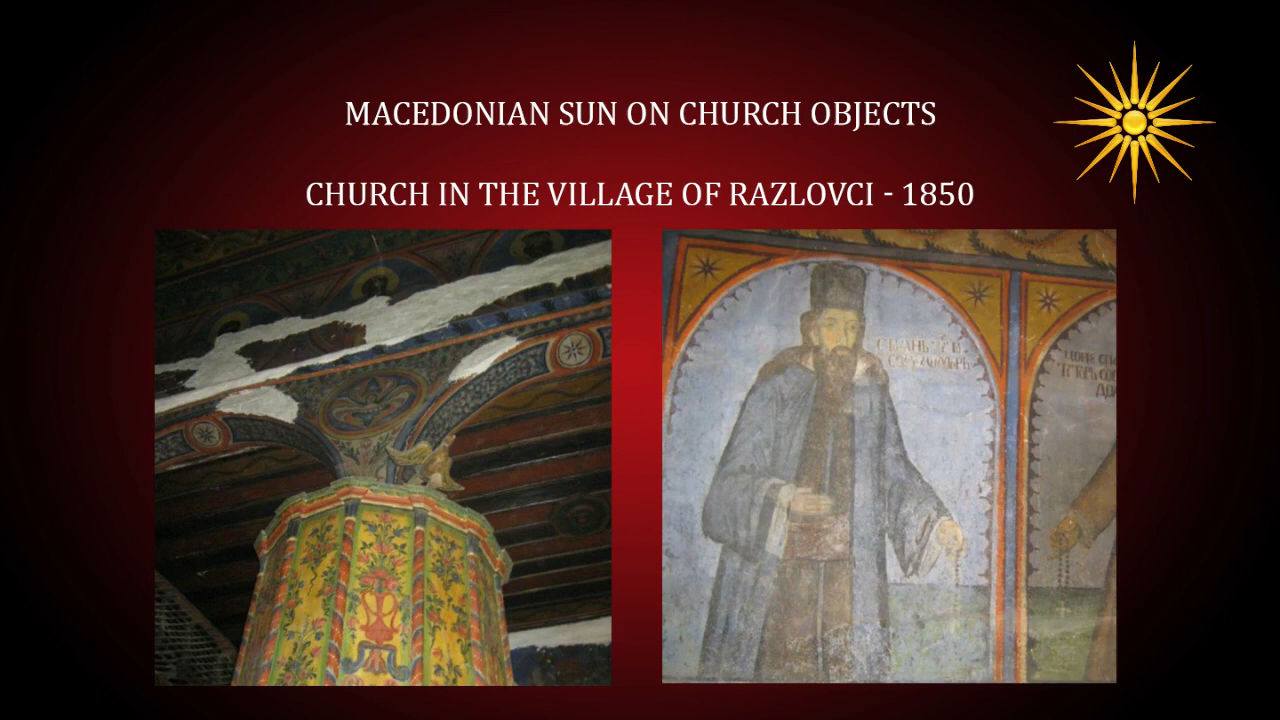 MACEDONIAN SUN ON CHURCH OBJECTS
CHURCH IN THE VILLAGE OF RAZLOVCI - 1850